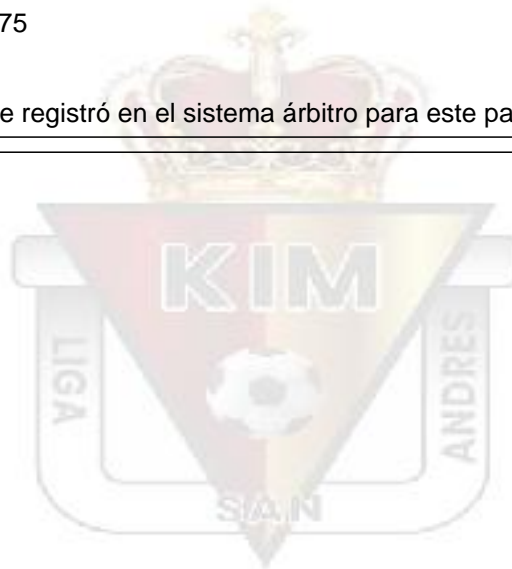 75
e registró en el sistema árbitro para este pa
KIM
LIGA
ANDRES
SAN